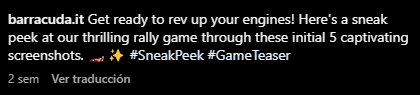 barracuda.it Get ready to rev up your engines! Here's a sneak
peek at our thrilling rally game through these initial 5 captivating
screenshots. 🏎️✨ #SneakPeek #GameTeaser
2 sem Ver traducción